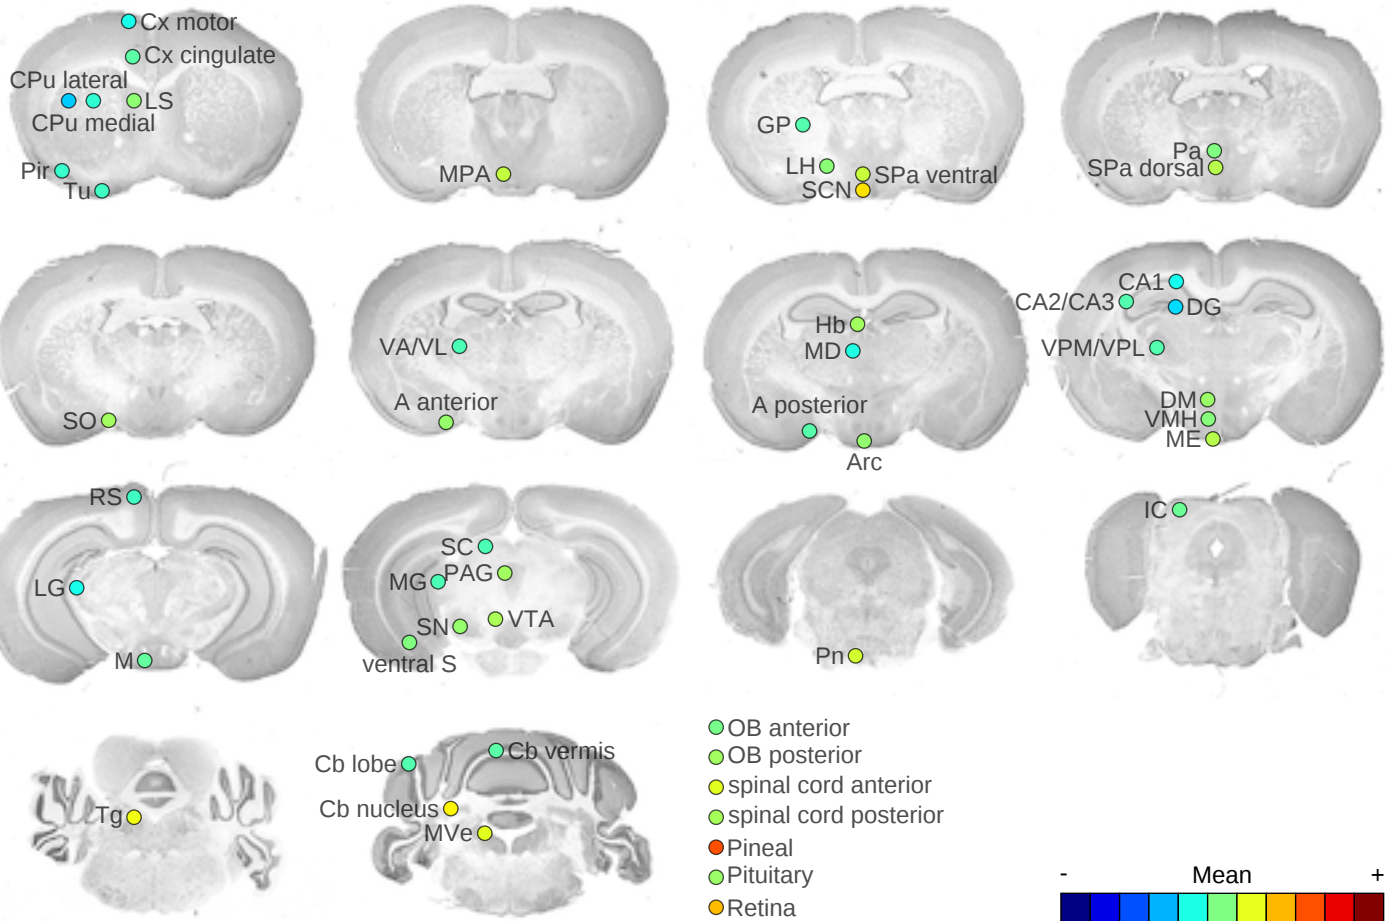 Cx motor
Cx cingulate
CPu lateral
LS
CPu medial
Pir
Tu
MPA
GP
LH
SPa ventral
SCN
Pa
SPa dorsal
SO
VA/VL
A anterior
Hb
MD
A posterior
Arc
CA1
CA2/CA3
DG
VPM/VPL
DM
VMH
ME
RS
LG
M
SC
PAG
MG
VTA
SN
ventral S
Pn
IC
Tg
Cb vermis
Cb lobe
Cb nucleus
MVe
OB anterior
OB posterior
spinal cord anterior
spinal cord posterior
Pineal
Pituitary
Retina
- Mean +